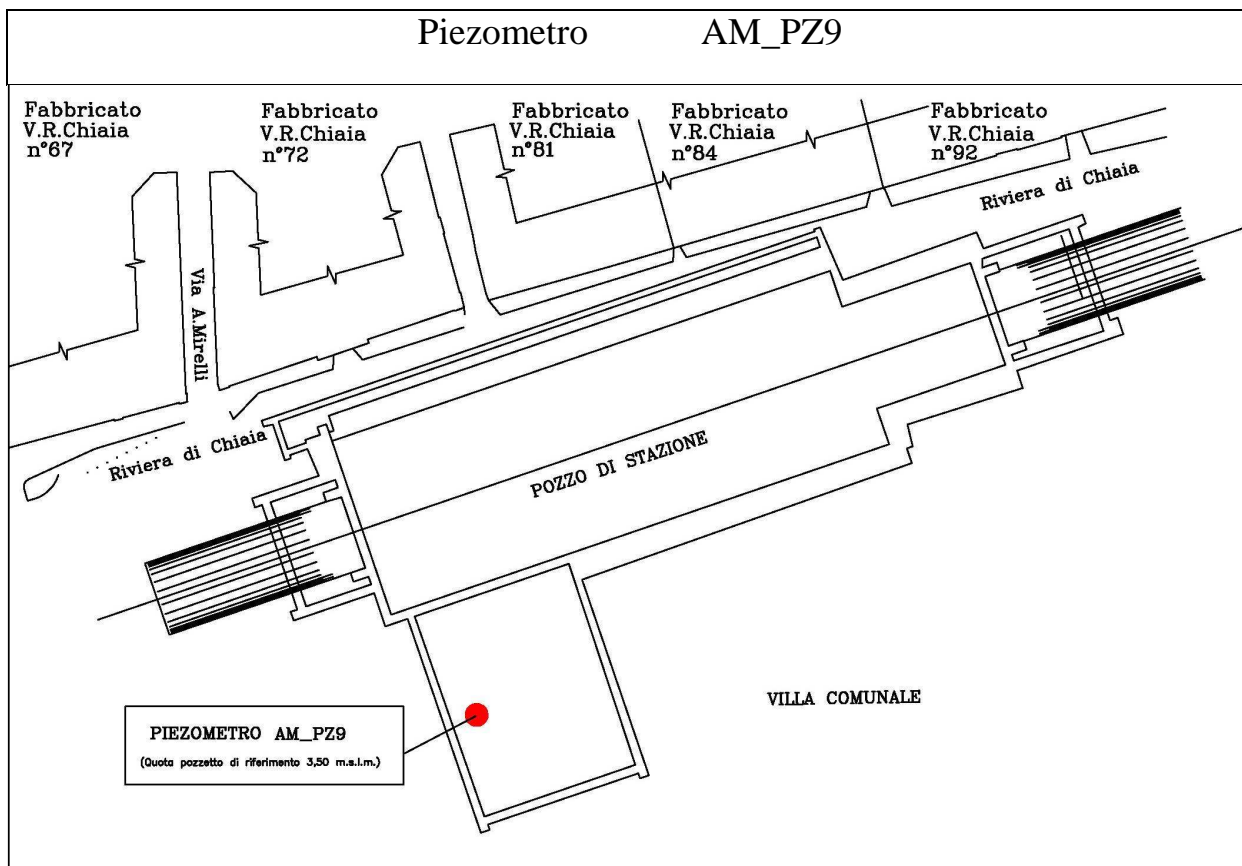 Piezometro AM_PZ9
Fabbricato
V.R.Chiaia
n°67
Fabbricato
V.R.Chiaia
n°72
Fabbricato
V.R.Chiaia
n°81
Fabbricato
V.R.Chiaia
n°84
Fabbricato
V.R.Chiaia
n°92
Riviera di Chiaia
Via A.Mirelli
Riviera di Chiaia
POZZO DI STAZIONE
VILLA COMUNALE
PIEZOMETRO AM_PZ9
(Quota pozzetto di riferimento 3,50 m.s.l.m.)